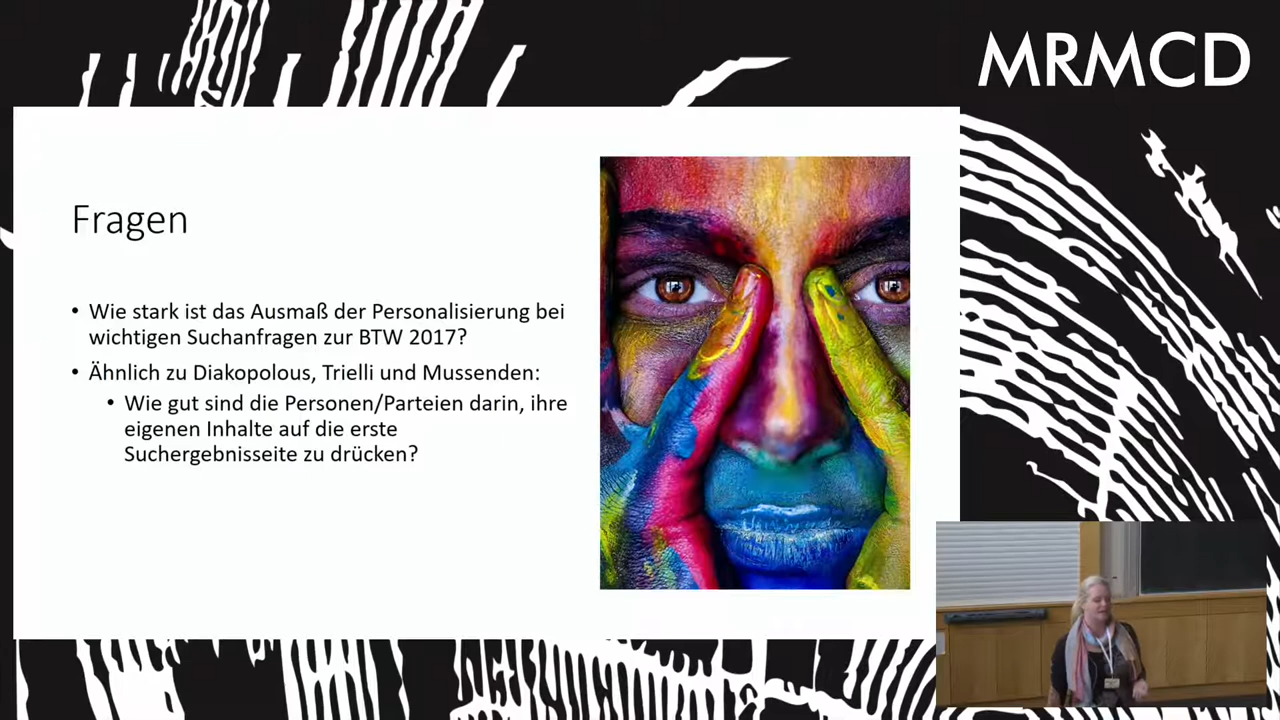 MRMCD
Fragen
• Wie stark ist das Ausmaß der Personalisierung bei
wichtigen Suchanfragen zur BTW 2017?
• Ähnlich zu Diakopolous, Trielli und Mussenden:
• Wie gut sind die Personen/Parteien darin, ihre
eigenen Inhalte auf die erste
Suchergebnisseite zu drücken?